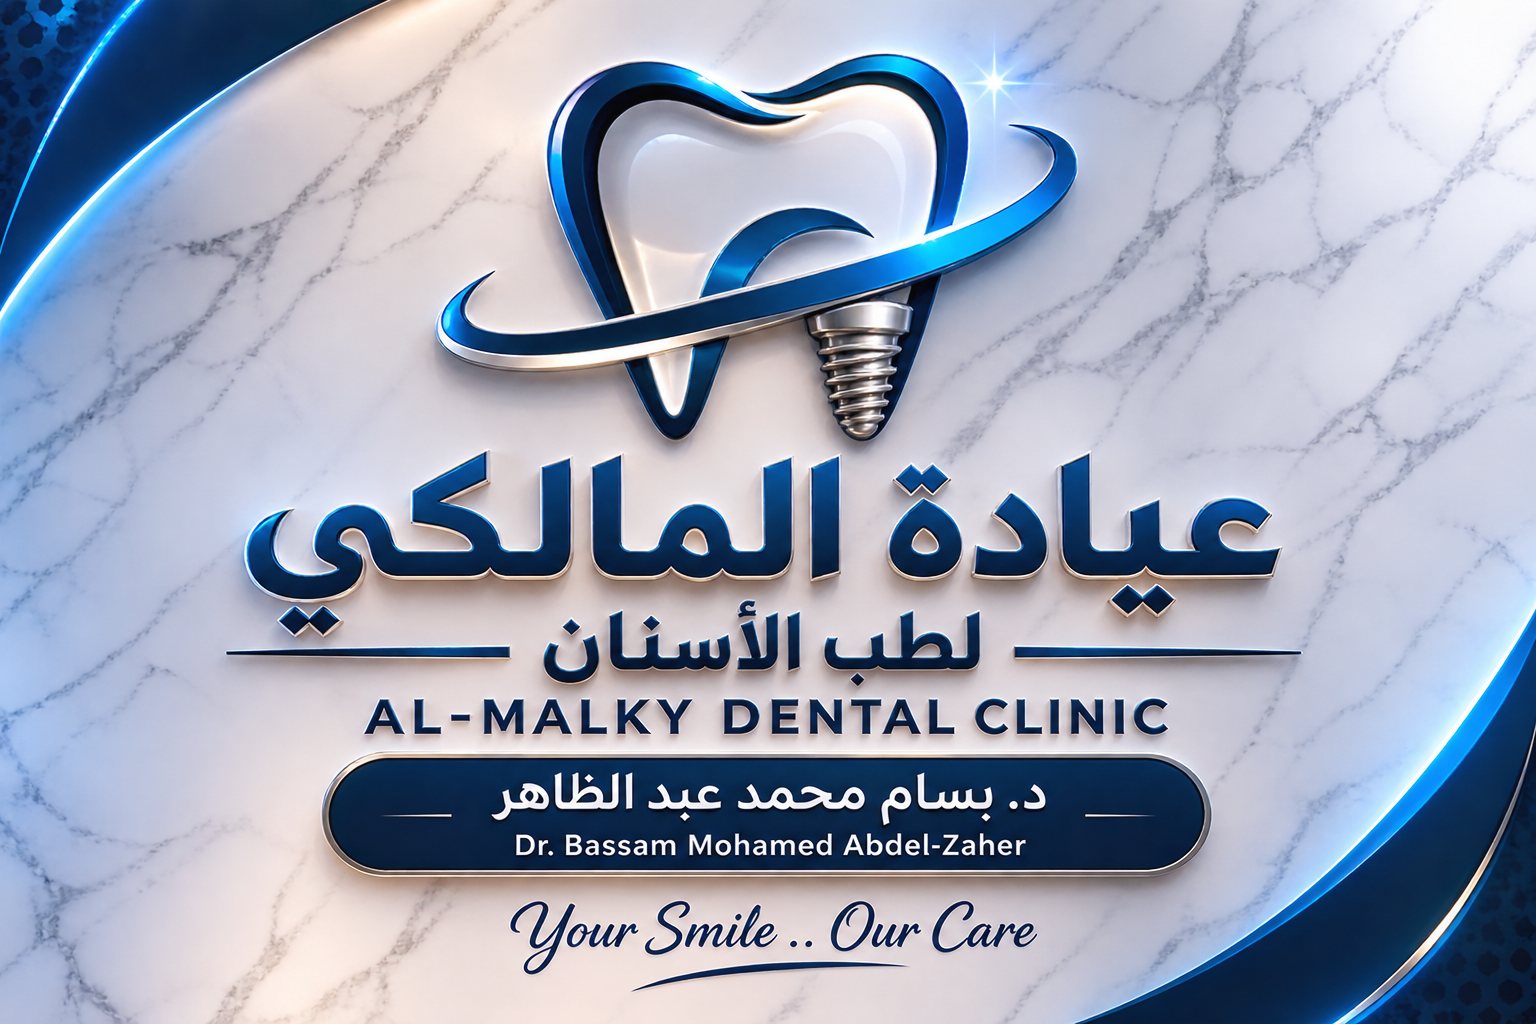 عيادة المالكي
لطب الأسنان
AL-MALKY DENTAL CLINIC
د. بسام محمد عبد الظاهر
Dr. Bassam Mohamed Abdel-Zaher
Your Smile .. Our Care